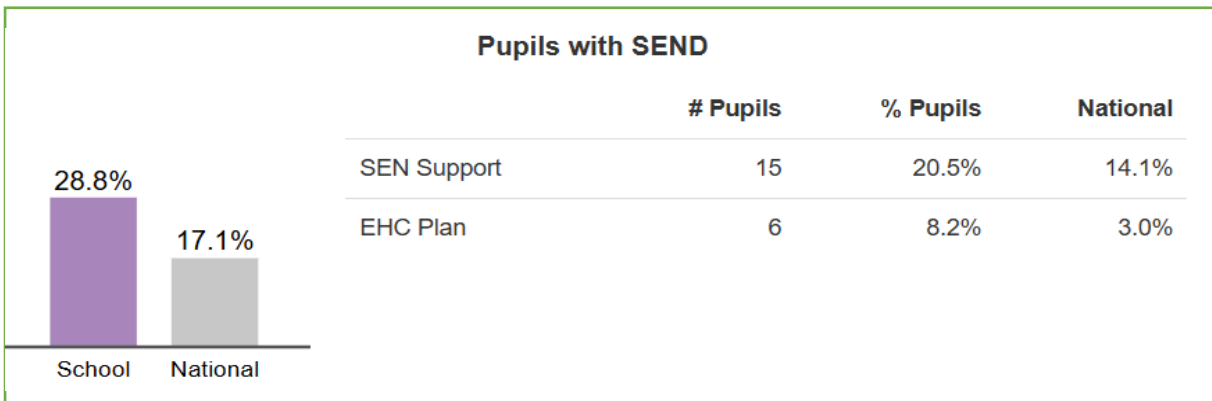 Pupils with SEND
# Pupils % Pupils National
SEN Support 15 20.5% 14.1%
EHC Plan 6 8.2% 3.0%
28.8%
17.1%
School National